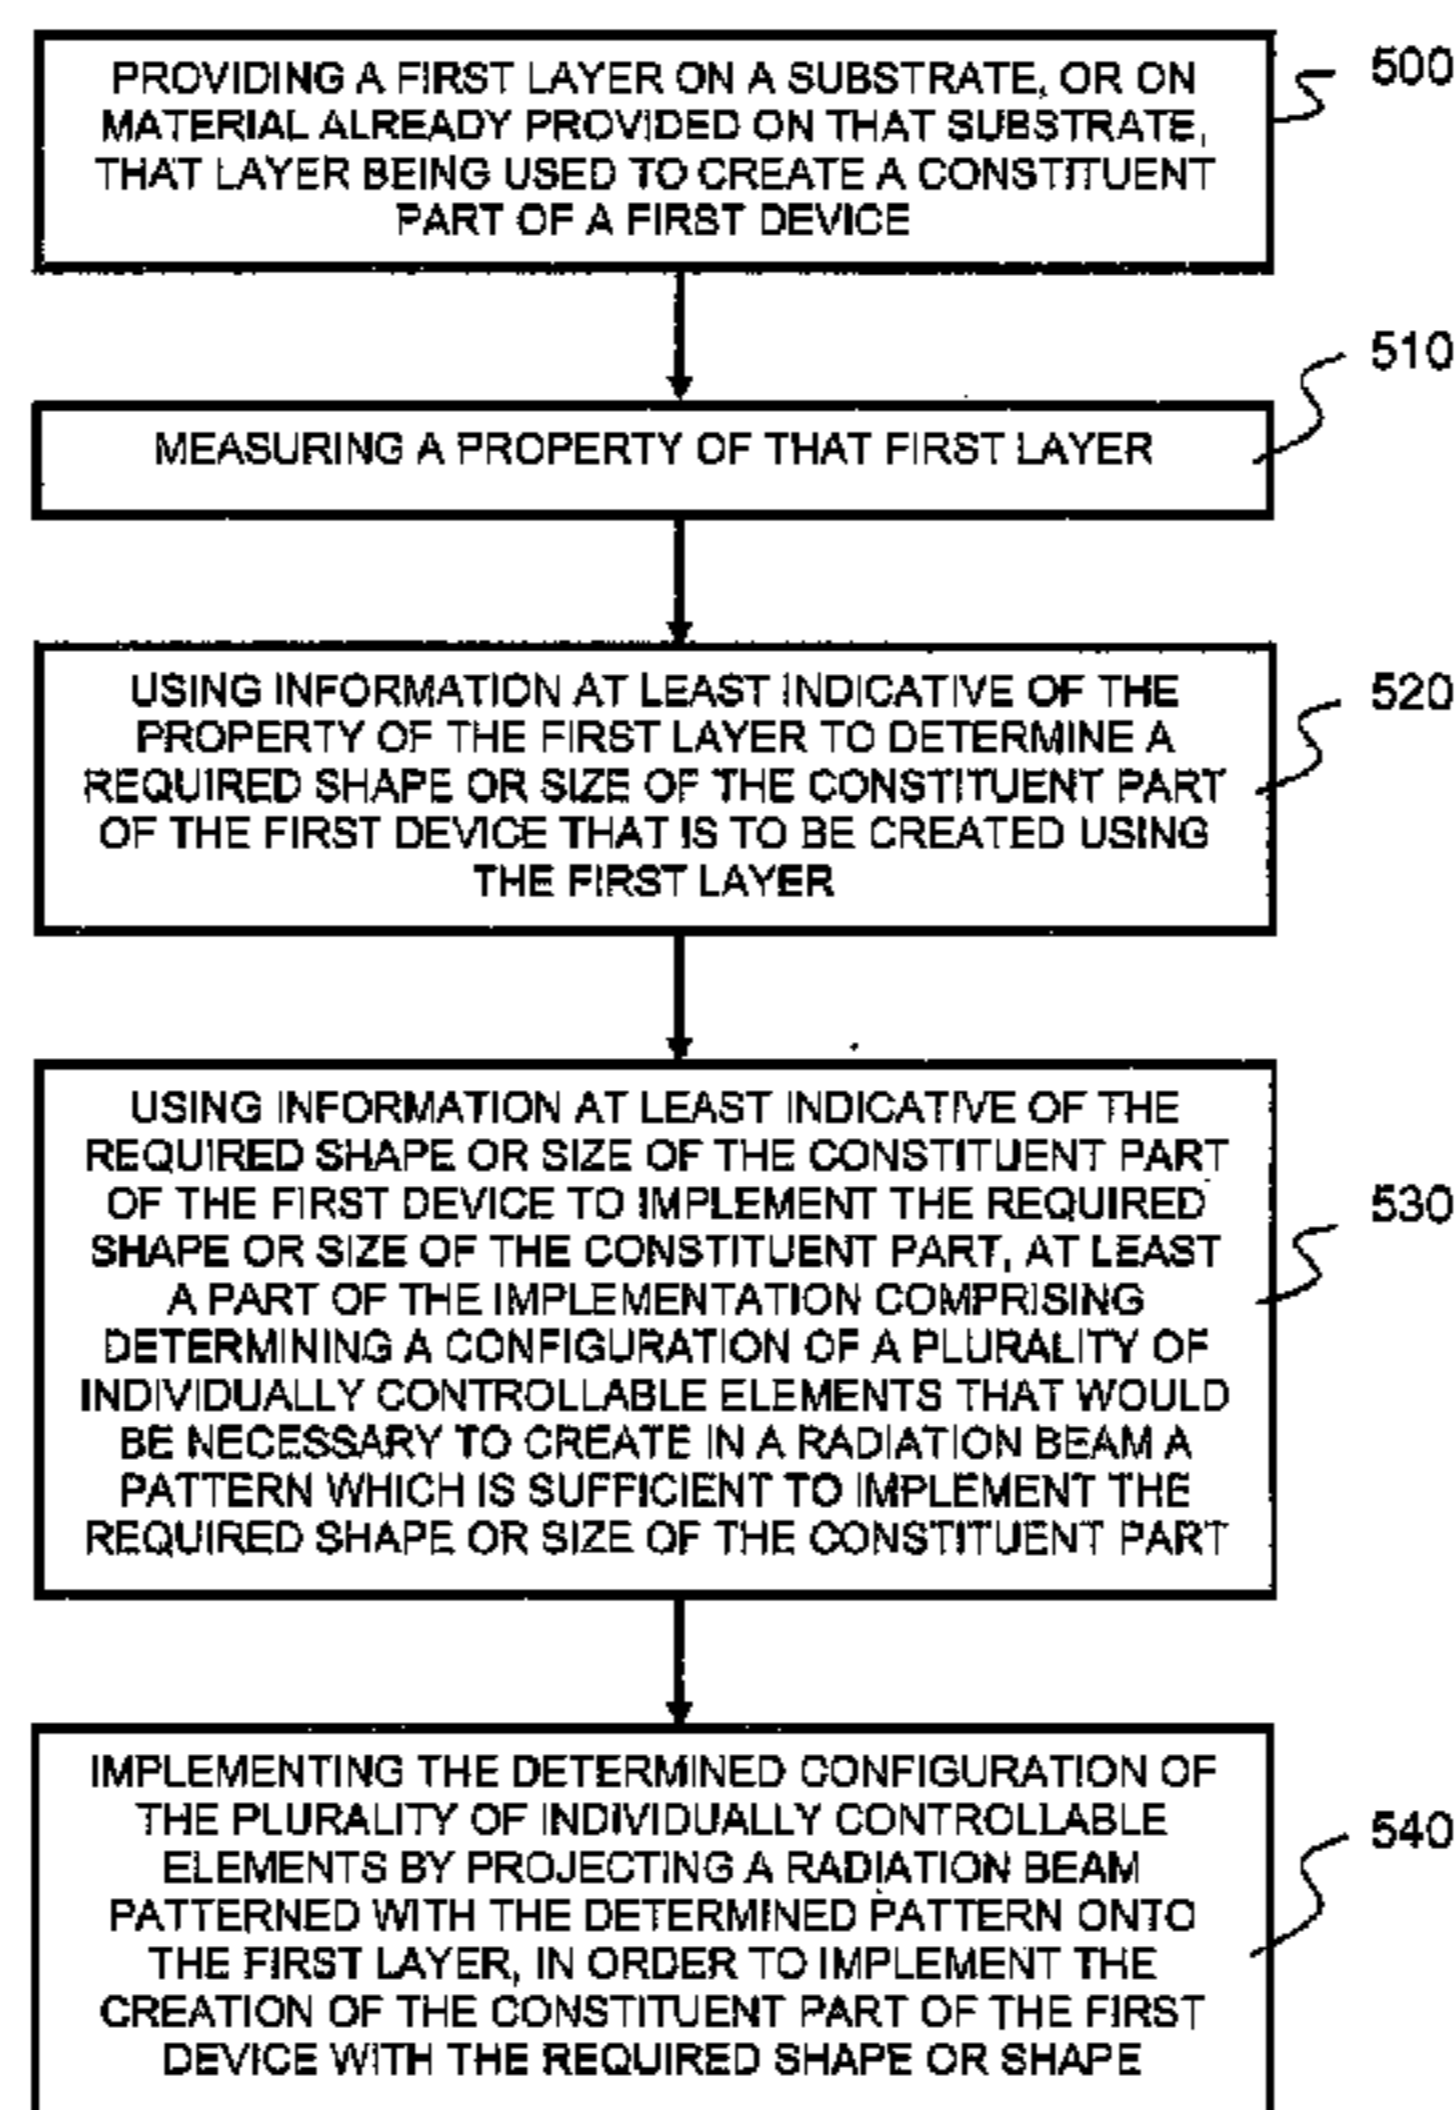 PROVIDING A FIRST LAYER ON A SUBSTRATE, OR ON
MATERIAL ALREADY PROVIDED ON THAT SUBSTRATE,
THAT LAYER BEING USED TO CREATE A CONSTITUENT
PART OF A FIRST DEVICE
500
MEASURING A PROPERTY OF THAT FIRST LAYER
510
USING INFORMATION AT LEAST INDICATIVE OF THE
PROPERTY OF THE FIRST LAYER TO DETERMINE A
REQUIRED SHAPE OR SIZE OF THE CONSTITUENT PART
OF THE FIRST DEVICE THAT IS TO BE CREATED USING
THE FIRST LAYER
520
USING INFORMATION AT LEAST INDICATIVE OF THE
REQUIRED SHAPE OR SIZE OF THE CONSTITUENT PART
OF THE FIRST DEVICE TO IMPLEMENT THE REQUIRED
SHAPE OR SIZE OF THE CONSTITUENT PART, AT LEAST
A PART OF THE IMPLEMENTATION COMPRISING
DETERMINING A CONFIGURATION OF A PLURALITY OF
INDIVIDUALLY CONTROLLABLE ELEMENTS THAT WOULD
BE NECESSARY TO CREATE IN A RADIATION BEAM A
PATTERN WHICH IS SUFFICIENT TO IMPLEMENT THE
REQUIRED SHAPE OR SIZE OF THE CONSTITUENT PART
530
IMPLEMENTING THE DETERMINED CONFIGURATION OF
THE PLURALITY OF INDIVIDUALLY CONTROLLABLE
ELEMENTS BY PROJECTING A RADIATION BEAM
PATTERNED WITH THE DETERMINED PATTERN ONTO
THE FIRST LAYER, IN ORDER TO IMPLEMENT THE
CREATION OF THE CONSTITUENT PART OF THE FIRST
DEVICE WITH THE REQUIRED SHAPE OR SHAPE
540